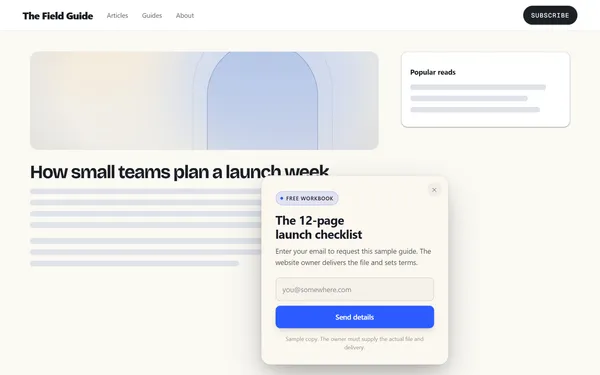 The Field Guide
Articles
Guides
About
SUBSCRIBE
Popular reads
How small teams plan a launch week
FREE WORKBOOK
×
The 12-page
launch checklist
Enter your email to request this sample guide. The
website owner delivers the file and sets terms.
you@somewhere.com
Send details
Sample copy. The owner must supply the actual file and
delivery.